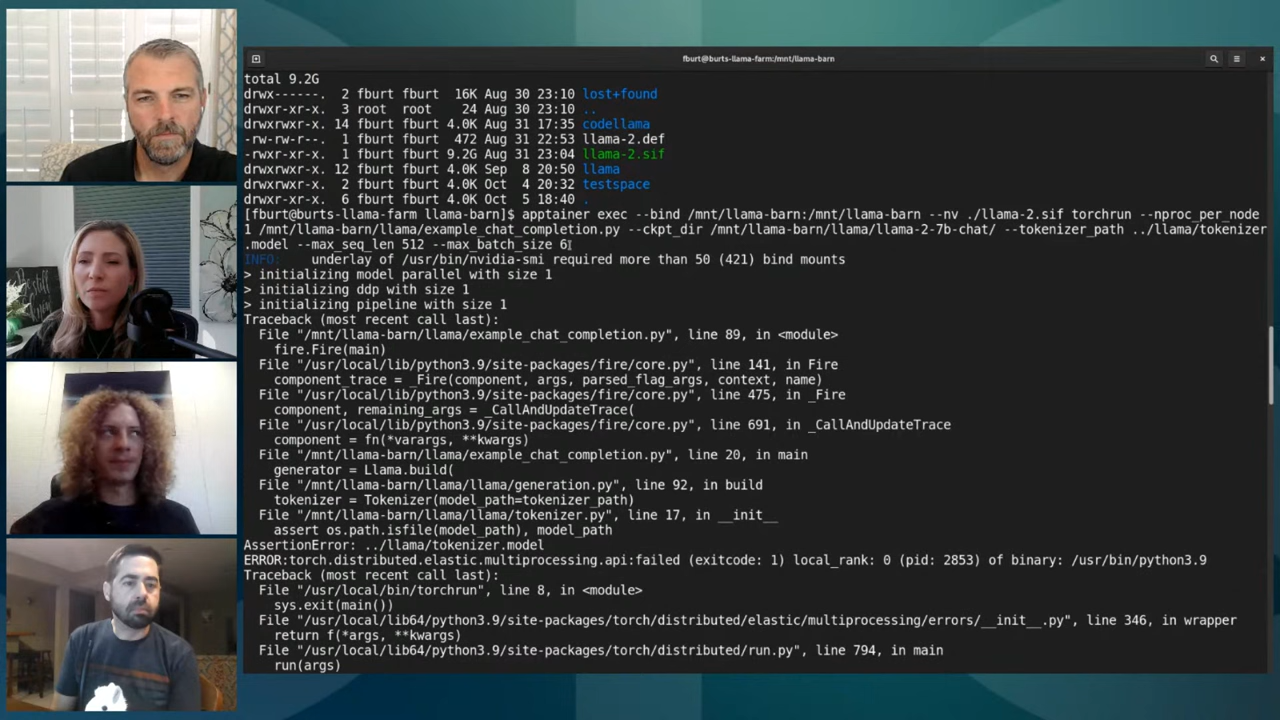 fburt@burts-llama-farm:/mnt/llama-barn
total 9.2G
drwx------. 2 fburt fburt 16K Aug 30 23:10 lost+found
drwxr-xr-x. 3 root root 24 Aug 30 23:10 ..
drwxrwxr-x. 14 fburt fburt 4.0K Aug 31 17:35 codellama
-rw-rw-r--. 1 fburt fburt 472 Aug 31 22:53 llama-2.def
-rwxr-xr-x. 1 fburt fburt 9.2G Aug 31 23:04 llama-2.sif
drwxrwxr-x. 12 fburt fburt 4.0K Sep 8 20:50 llama
drwxrwxr-x. 2 fburt fburt 4.0K Oct 4 20:32 testspace
drwxr-xr-x. 6 fburt fburt 4.0K Oct 5 18:40 .
[fburt@burts-llama-farm llama-barn]$ apptainer exec --bind /mnt/llama-barn:/mnt/llama-barn --nv ./llama-2.sif torchrun --nproc_per_node
1 /mnt/llama-barn/llama/example_chat_completion.py --ckpt_dir /mnt/llama-barn/llama/llama-2-7b-chat/ --tokenizer_path ../llama/tokenizer
.model --max_seq_len 512 --max_batch_size 6
INFO: underlay of /usr/bin/nvidia-smi required more than 50 (421) bind mounts
> initializing model parallel with size 1
> initializing ddp with size 1
> initializing pipeline with size 1
Traceback (most recent call last):
File "/mnt/llama-barn/llama/example_chat_completion.py", line 89, in <module>
fire.Fire(main)
File "/usr/local/lib/python3.9/site-packages/fire/core.py", line 141, in Fire
component_trace = _Fire(component, args, parsed_flag_args, context, name)
File "/usr/local/lib/python3.9/site-packages/fire/core.py", line 475, in _Fire
component, remaining_args = _CallAndUpdateTrace(
File "/usr/local/lib/python3.9/site-packages/fire/core.py", line 691, in _CallAndUpdateTrace
component = fn(*varargs, **kwargs)
File "/mnt/llama-barn/llama/example_chat_completion.py", line 20, in main
generator = Llama.build(
File "/mnt/llama-barn/llama/llama/generation.py", line 92, in build
tokenizer = Tokenizer(model_path=tokenizer_path)
File "/mnt/llama-barn/llama/llama/tokenizer.py", line 17, in __init__
assert os.path.isfile(model_path), model_path
AssertionError: ../llama/tokenizer.model
ERROR:torch.distributed.elastic.multiprocessing.api:failed (exitcode: 1) local_rank: 0 (pid: 2853) of binary: /usr/bin/python3.9
Traceback (most recent call last):
File "/usr/local/bin/torchrun", line 8, in <module>
sys.exit(main())
File "/usr/local/lib64/python3.9/site-packages/torch/distributed/elastic/multiprocessing/errors/__init__.py", line 346, in wrapper
return f(*args, **kwargs)
File "/usr/local/lib64/python3.9/site-packages/torch/distributed/run.py", line 794, in main
run(args)